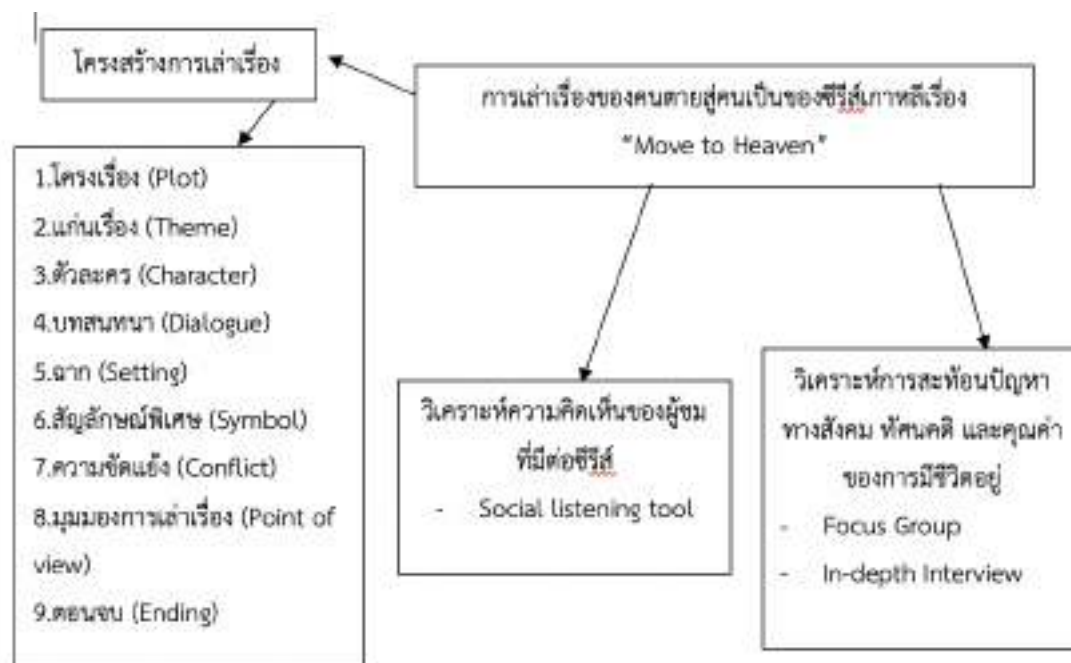 โครงสร้างการเล่าเรื่อง
การเล่าเรื่องของคนตายสู่คนเป็นของซีรีส์เกาหลีเรื่อง
“Move to Heaven”
1.โครงเรื่อง (Plot)
2.แก่นเรื่อง (Theme)
3.ตัวละคร (Character)
4.บทสนทนา (Dialogue)
5.ฉาก (Setting)
6.สัญลักษณ์พิเศษ (Symbol)
7.ความขัดแย้ง (Conflict)
8.มุมมองการเล่าเรื่อง (Point of
view)
9.ตอนจบ (Ending)
วิเคราะห์ความคิดเห็นของผู้ชม
ที่มีต่อซีรีส์
- Social listening tool
วิเคราะห์การสะท้อนปัญหา
ทางสังคม ทัศนคติ และคุณค่า
ของการมีชีวิตอยู่
- Focus Group
- In-depth Interview